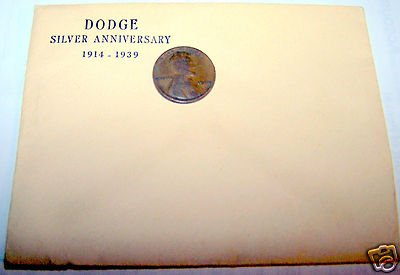 DODGE
SILVER ANNIVERSARY
1914 - 1939